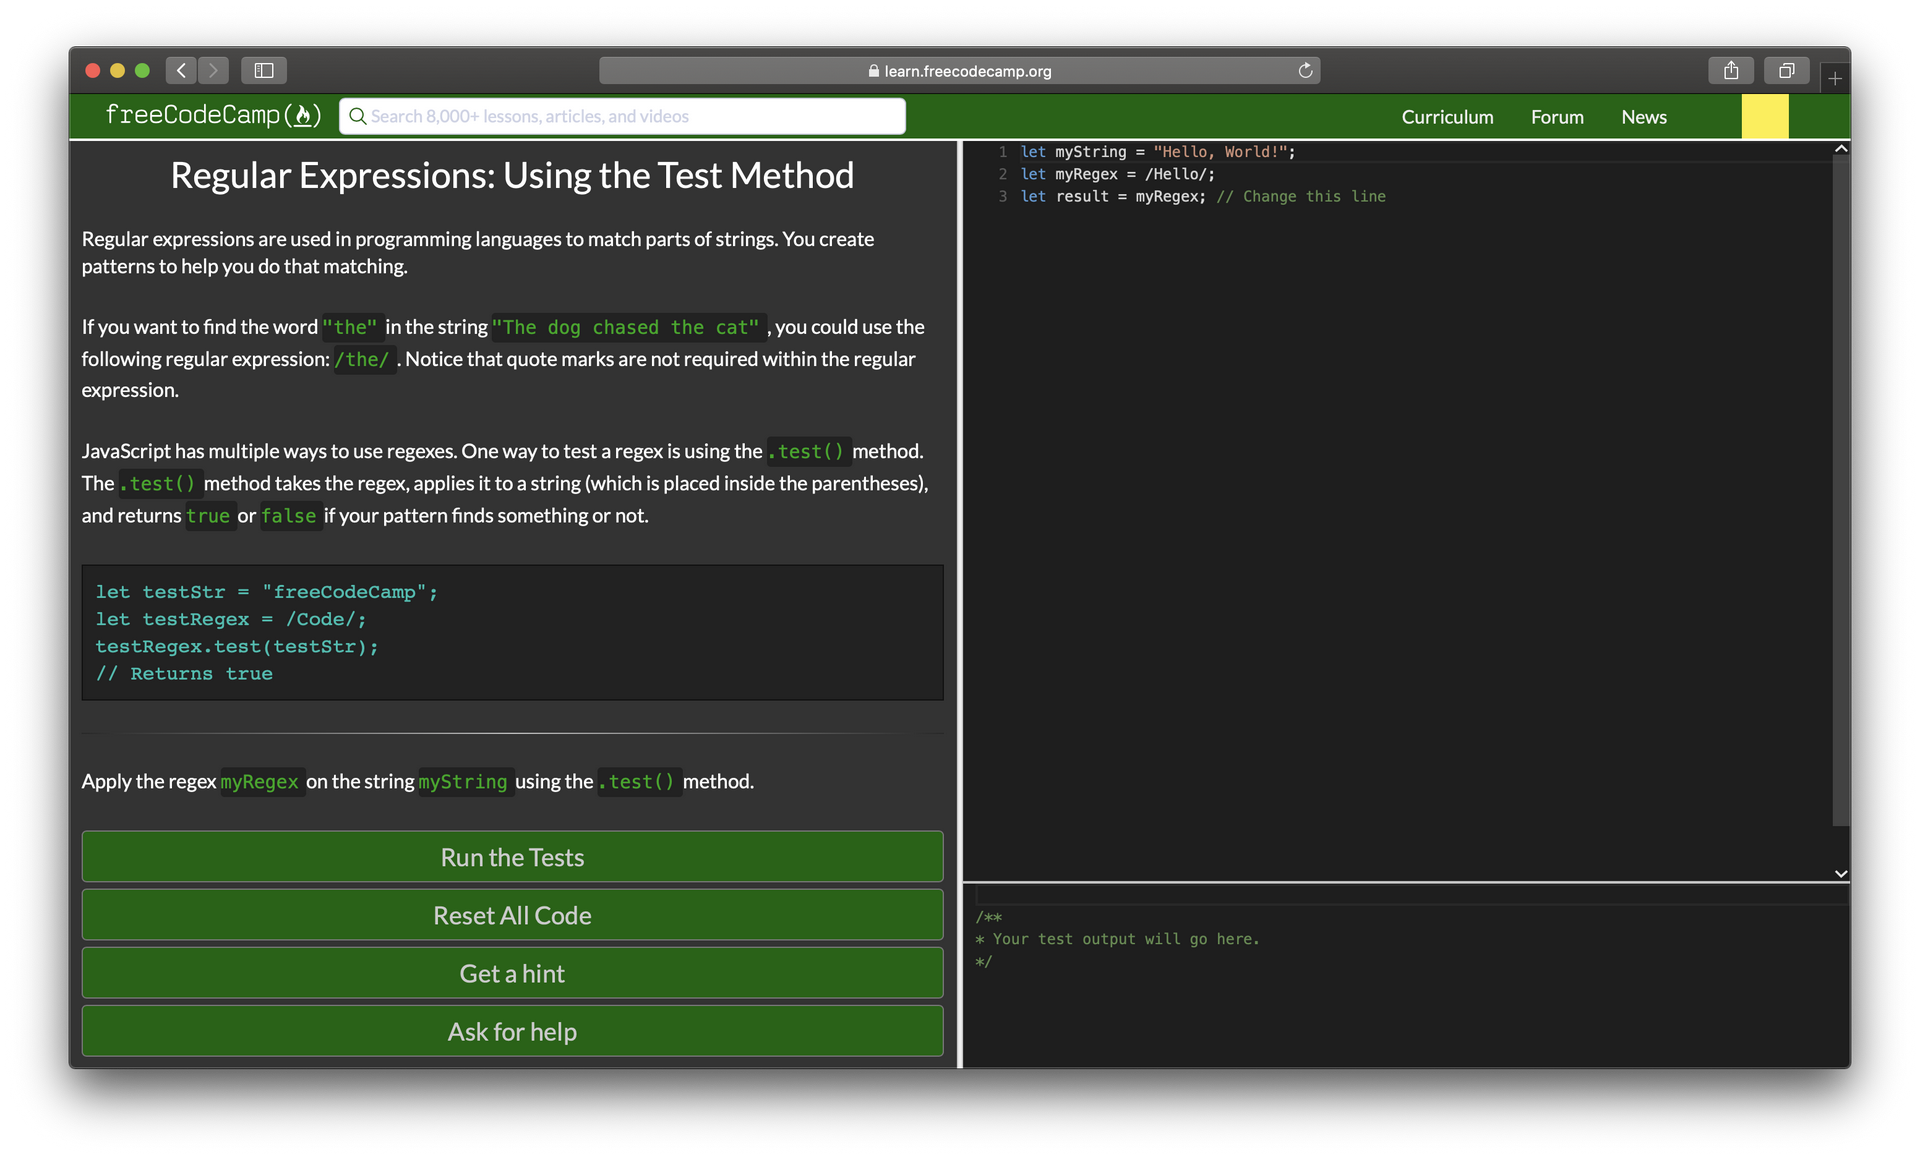 learn.freecodecamp.org
freeCodeCamp
Search 8,000+ lessons, articles, and videos
Curriculum
Forum
News
Regular Expressions: Using the Test Method
Regular expressions are used in programming languages to match parts of strings. You create
patterns to help you do that matching.
If you want to find the word "the" in the string "The dog chased the cat" , you could use the
following regular expression: /the/ . Notice that quote marks are not required within the regular
expression.
JavaScript has multiple ways to use regexes. One way to test a regex is using the .test() method.
The .test() method takes the regex, applies it to a string (which is placed inside the parentheses),
and returns true or false if your pattern finds something or not.
let testStr = "freeCodeCamp";
let testRegex = /Code/;
testRegex.test(testStr);
// Returns true
Apply the regex myRegex on the string myString using the .test() method.
Run the Tests
Reset All Code
Get a hint
Ask for help
1 let myString = "Hello, World!";
2 let myRegex = /Hello/;
3 let result = myRegex; // Change this line
/**
* Your test output will go here.
*/